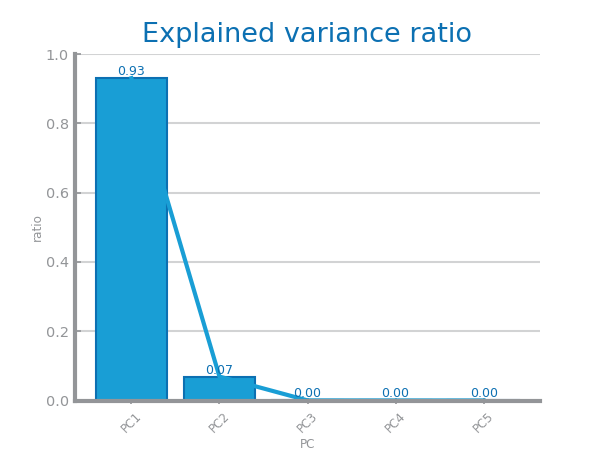 Explained variance ratio
1.0
0.8
0.6
0.4
0.2
0.0
ratio
0.93
0.07
0.00
0.00
0.00
PC1
PC2
PC3
PC4
PC5
PC